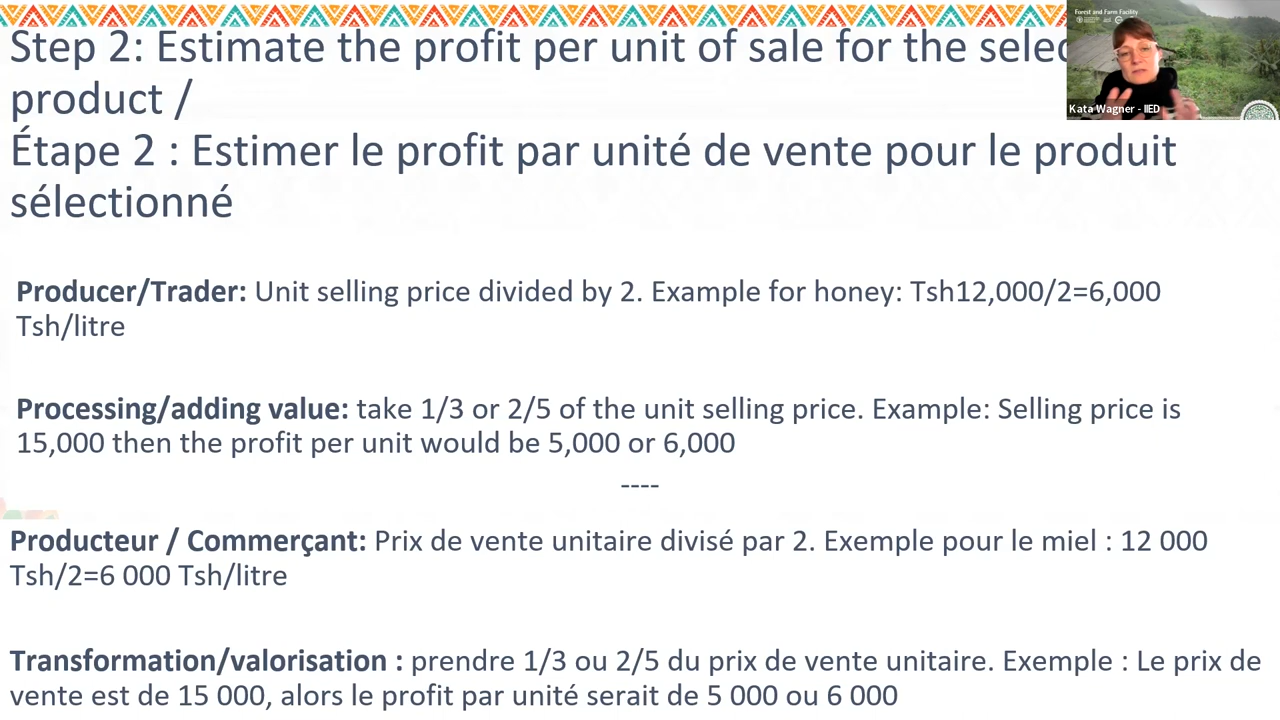 Step 2: Estimate the profit per unit of sale for the selec
product /
Étape 2 : Estimer le profit par unité de vente pour le produit
sélectionné
Forest and Farm Facility
Kata Wagner - IIED
Producer/Trader: Unit selling price divided by 2. Example for honey: Tsh12,000/2=6,000
Tsh/litre
Processing/adding value: take 1/3 or 2/5 of the unit selling price. Example: Selling price is
15,000 then the profit per unit would be 5,000 or 6,000
----
Producteur / Commerçant: Prix de vente unitaire divisé par 2. Exemple pour le miel : 12 000
Tsh/2=6 000 Tsh/litre
Transformation/valorisation : prendre 1/3 ou 2/5 du prix de vente unitaire. Exemple : Le prix de
vente est de 15 000, alors le profit par unité serait de 5 000 ou 6 000